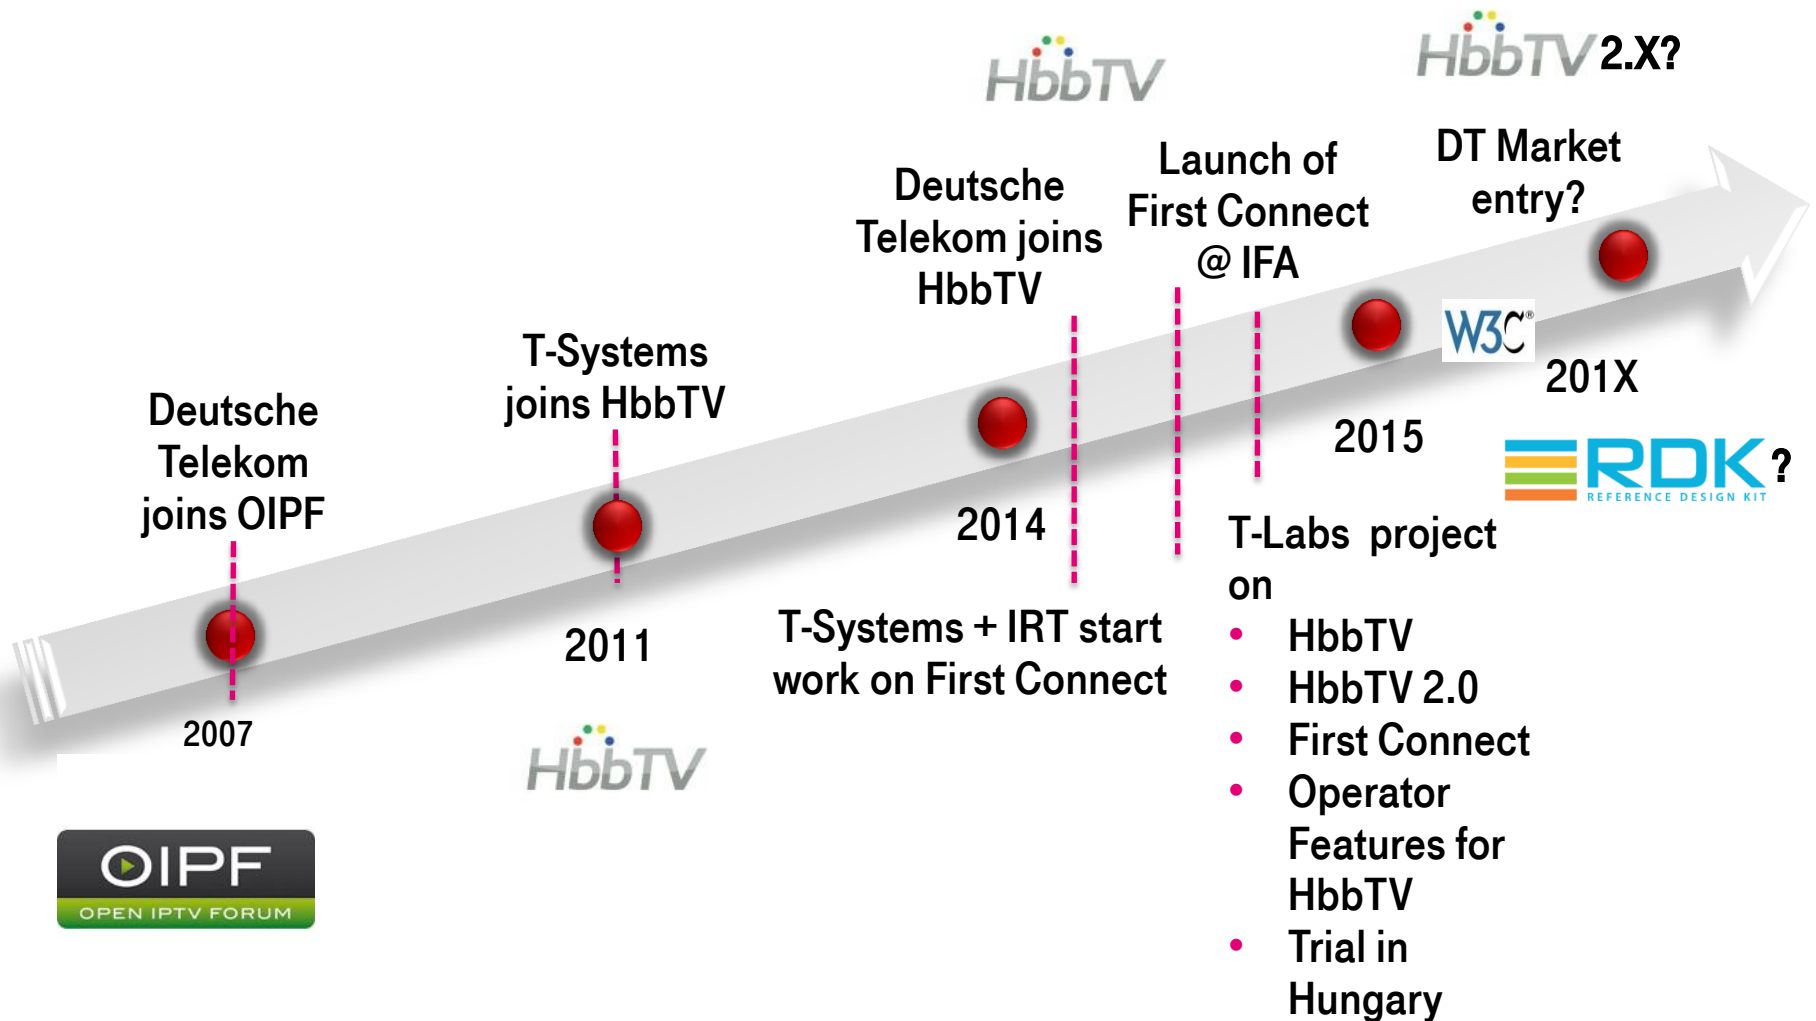 HbbTV
HbbTV 2.X?
Deutsche
Telekom
joins OIPF
T-Systems
joins HbbTV
Deutsche
Telekom joins
HbbTV
Launch of
First Connect
@ IFA
DT Market
entry?
2007
2011
2014
2015
W3C®
201X
RDK ?
REFERENCE DESIGN KIT
T-Systems + IRT start
work on First Connect
T-Labs project
on
• HbbTV
• HbbTV 2.0
• First Connect
• Operator
Features for
HbbTV
• Trial in
Hungary
HbbTV
OIPF
OPEN IPTV FORUM